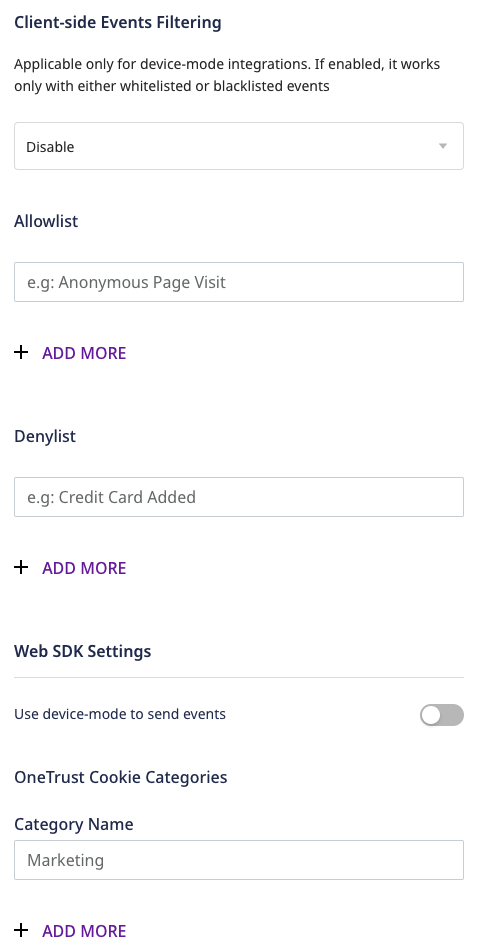 Client-side Events Filtering
Applicable only for device-mode integrations. If enabled, it works
only with either whitelisted or blacklisted events
Disable
Allowlist
e.g: Anonymous Page Visit
+ ADD MORE
Denylist
e.g: Credit Card Added
+ ADD MORE
Web SDK Settings
Use device-mode to send events
OneTrust Cookie Categories
Category Name
Marketing
+ ADD MORE